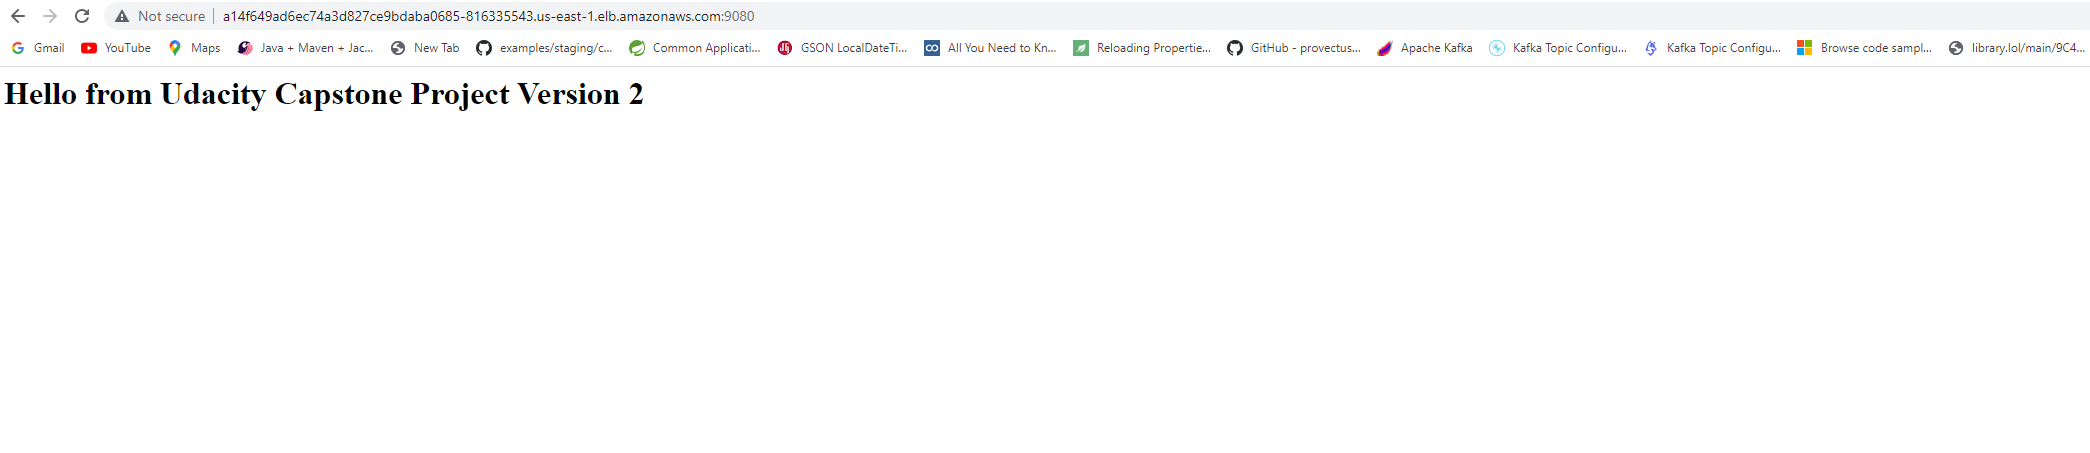 Not secure | a14f649ad6ec74a3d827ce9bdaba0685-816335543.us-east-1.elb.amazonaws.com:9080
Gmail YouTube Maps Java + Maven + Jac... New Tab examples/staging/c... Common Applicati... GSON LocalDateTi... All You Need to Kn... Reloading Propertie... GitHub - provectus... Apache Kafka Kafka Topic Configu... Kafka Topic Configu... Browse code sampl... library.lol/main/9C4...
Hello from Udacity Capstone Project Version 2